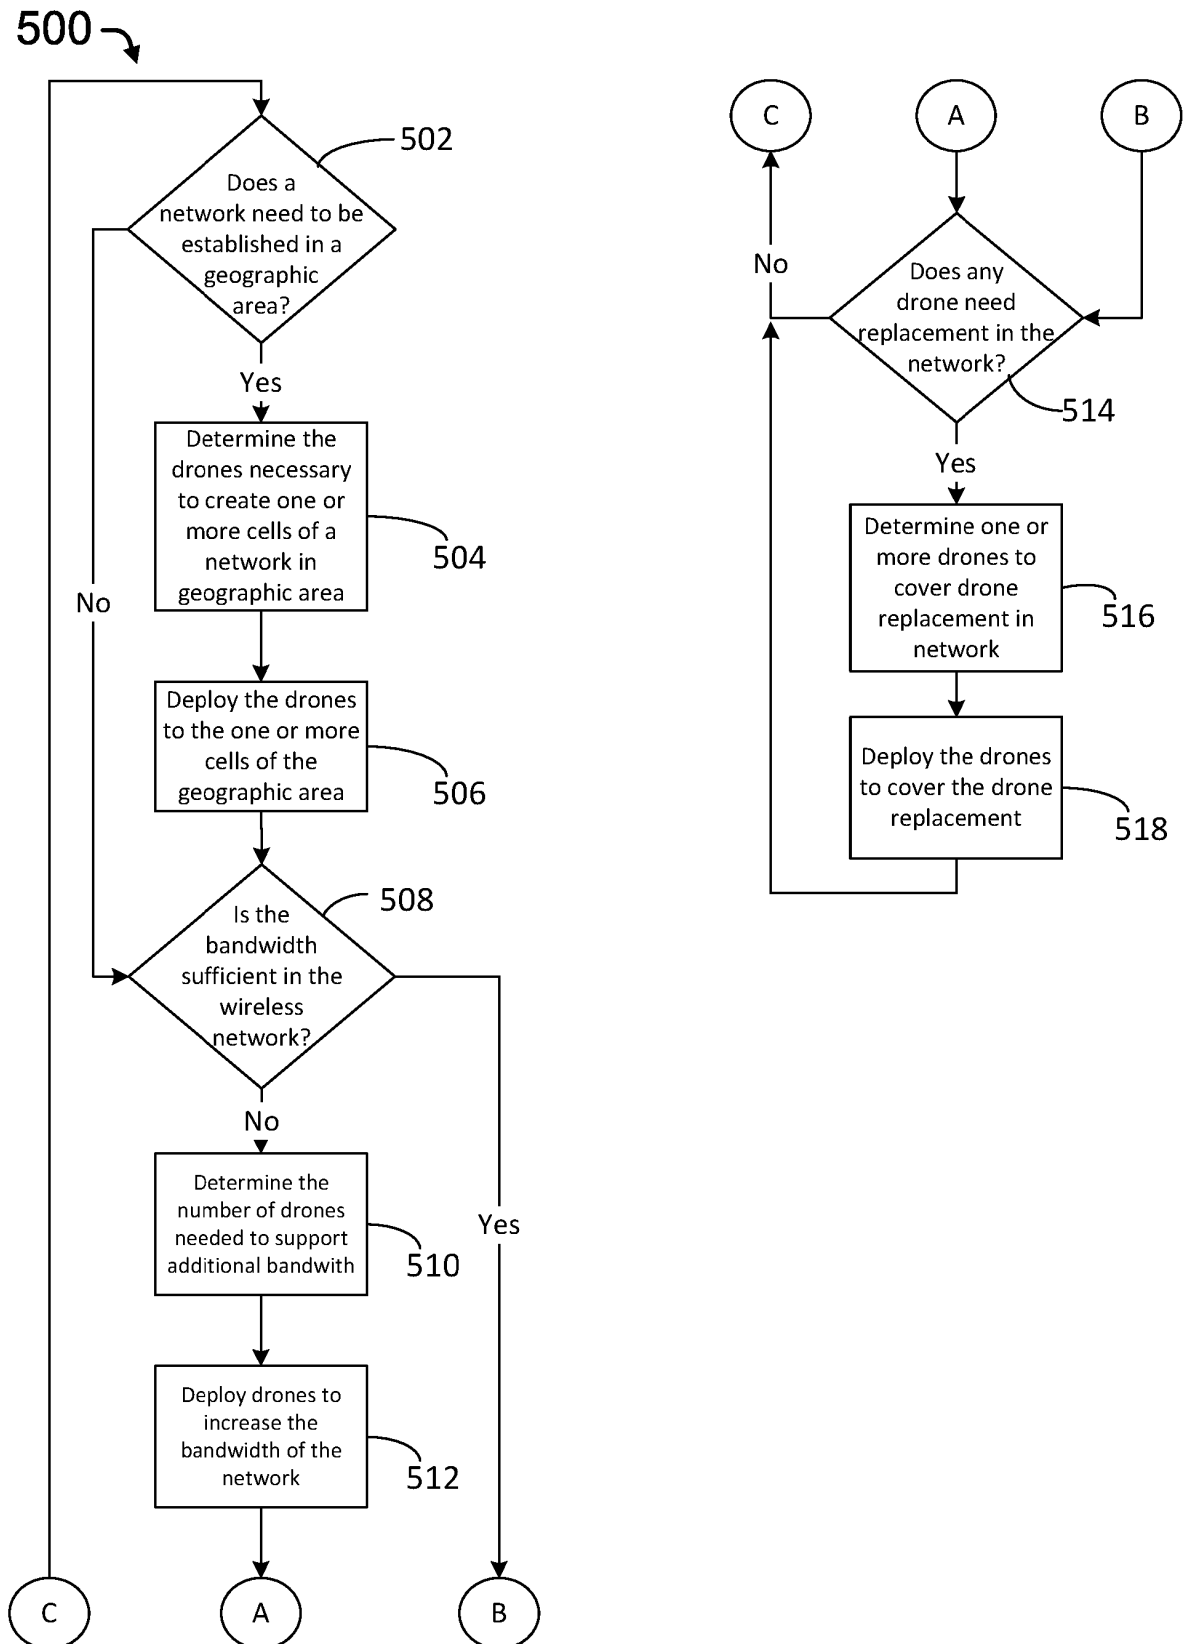 500
502
Does a
network need to be
established in a
geographic
area?
Yes
No
Determine the
drones necessary
to create one or
more cells of a
network in
geographic area
504
Deploy the drones
to the one or more
cells of the
geographic area
506
508
Is the
bandwidth
sufficient in the
wireless
network?
No
Yes
Determine the
number of drones
needed to support
additional bandwith
510
Deploy drones to
increase the
bandwidth of the
network
512
C
A
B
C
A
B
No
Does any
drone need
replacement in the
network?
514
Yes
Determine one or
more drones to
cover drone
replacement in
network
516
Deploy the drones
to cover the drone
replacement
518